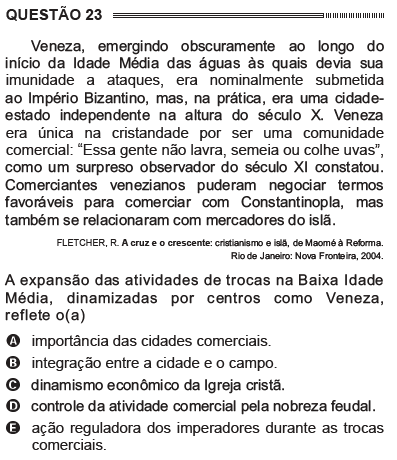 QUESTÃO 23
Veneza, emergindo obscuramente ao longo do
início da Idade Média das águas às quais devia sua
imunidade a ataques, era nominalmente submetida
ao Império Bizantino, mas, na prática, era uma cidade-
estado independente na altura do século X. Veneza
era única na cristandade por ser uma comunidade
comercial: “Essa gente não lavra, semeia ou colhe uvas”,
como um surpreso observador do século XI constatou.
Comerciantes venezianos puderam negociar termos
favoráveis para comerciar com Constantinopla, mas
também se relacionaram com mercadores do islã.
FLETCHER, R. A cruz e o crescente: cristianismo e islã, de Maomé à Reforma.
Rio de Janeiro: Nova Fronteira, 2004.
A expansão das atividades de trocas na Baixa Idade
Média, dinamizadas por centros como Veneza,
reflete o(a)
A importância das cidades comerciais.
B integração entre a cidade e o campo.
C dinamismo econômico da Igreja cristã.
D controle da atividade comercial pela nobreza feudal.
E ação reguladora dos imperadores durante as trocas
comerciais.